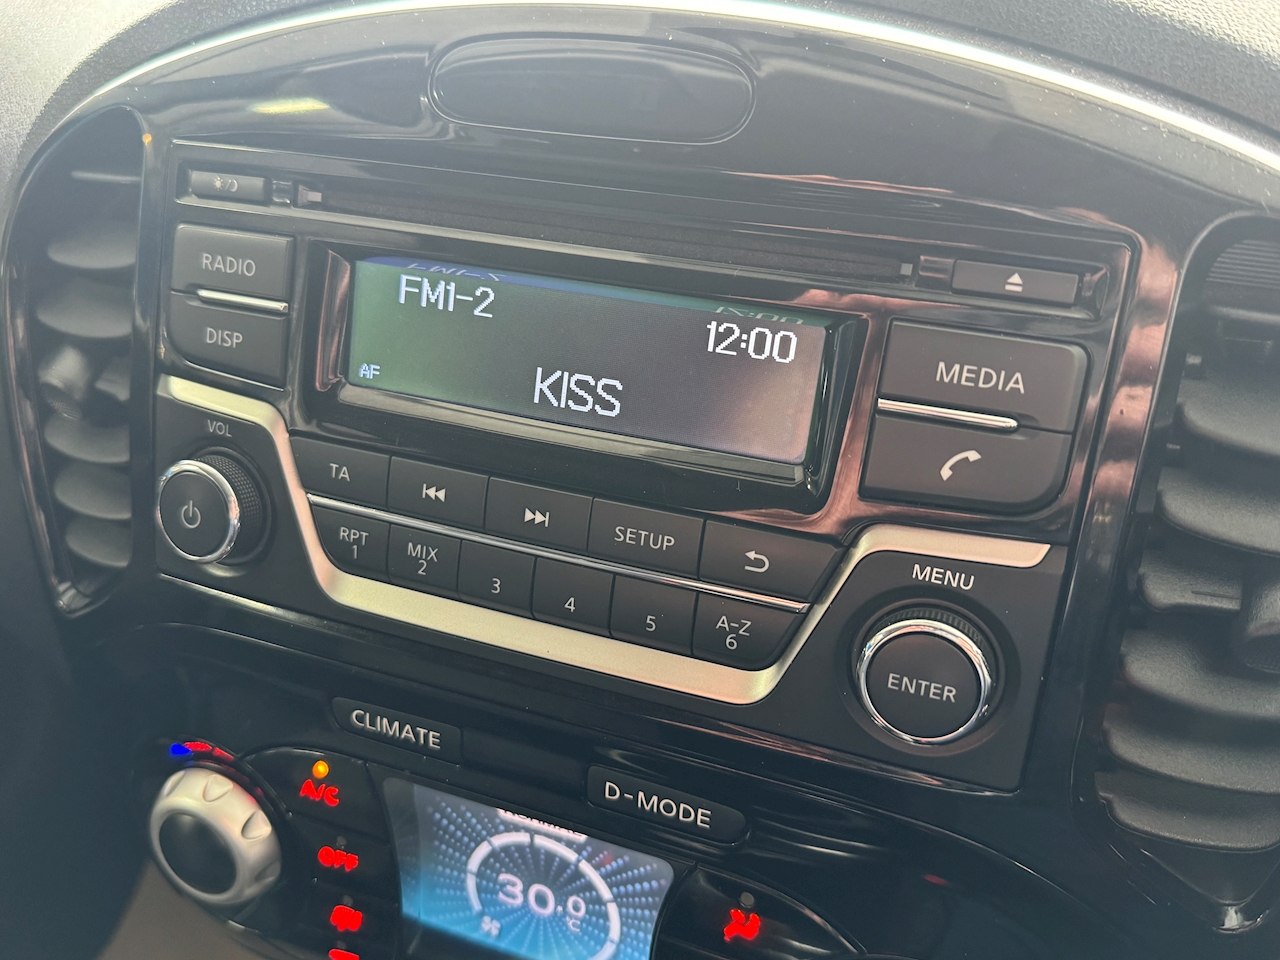 RADIO
DISP
FM1-2
12:00
AF
KISS
MEDIA
VOL
TA
SETUP
RPT
1
MIX
2
3
4
5
A-Z
6
MENU
ENTER
CLIMATE
D-MODE
A/C
OFF
30.0
°C